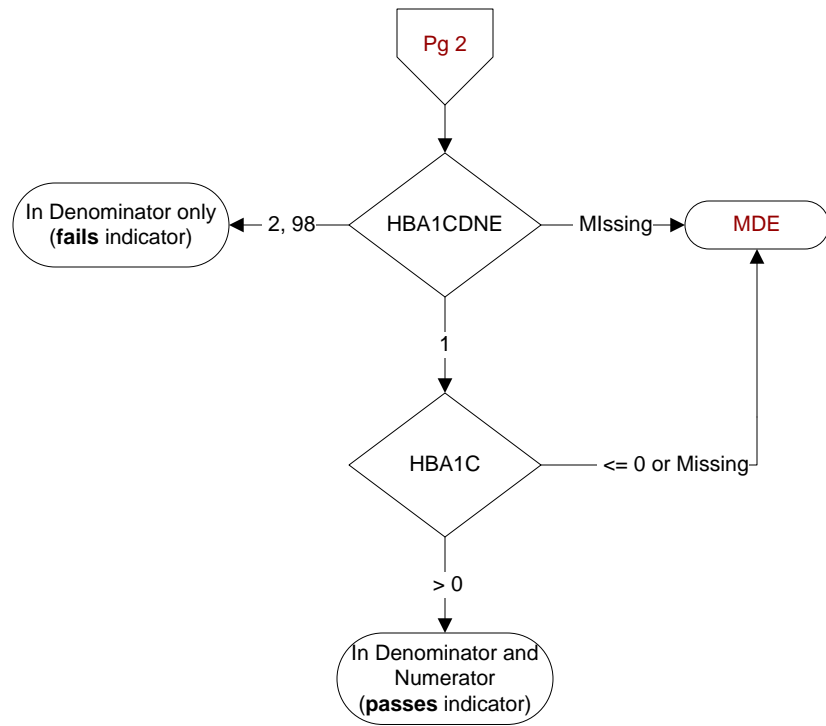 Pg 2
In Denominator only
(fails indicator)
2, 98
HBA1CDNE
MIssing
MDE
1
HBA1C
<= 0 or Missing
> 0
In Denominator and
Numerator
(passes indicator)